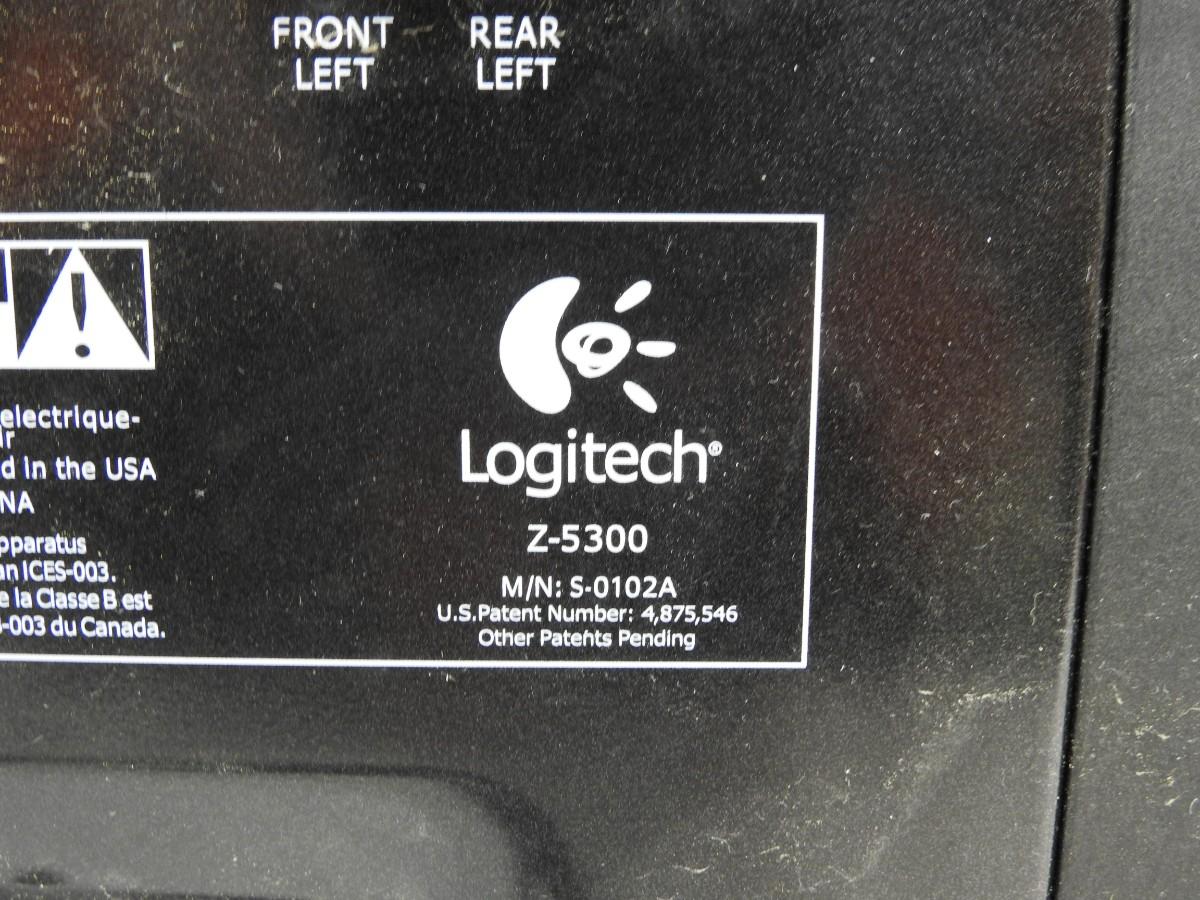 FRONT REAR
LEFT LEFT
electrique-
d in the USA
NA
pparatus
an ICES-003.
e la Classe B est
-003 du Canada.
Logitech®
Z-5300
M/N: S-0102A
U.S.Patent Number: 4,875,546
Other Patents Pending